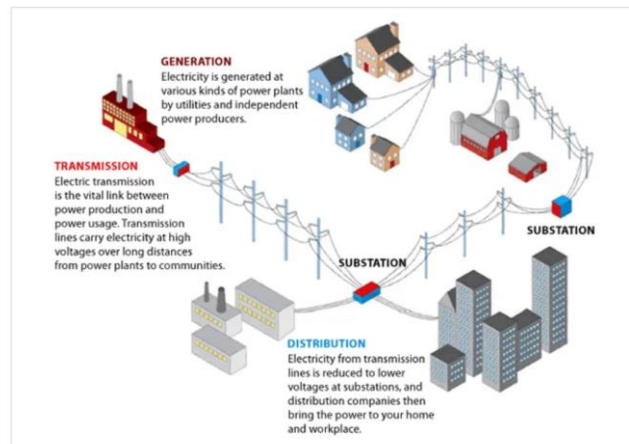 GENERATION
Electricity is generated at
various kinds of power plants
by utilities and independent
power producers.
TRANSMISSION
Electric transmission
is the vital link between
power production and
power usage. Transmission
lines carry electricity at high
voltages over long distances
from power plants to communities.
SUBSTATION
SUBSTATION
DISTRIBUTION
Electricity from transmission
lines is reduced to lower
voltages at substations, and
distribution companies then
bring the power to your home
and workplace.